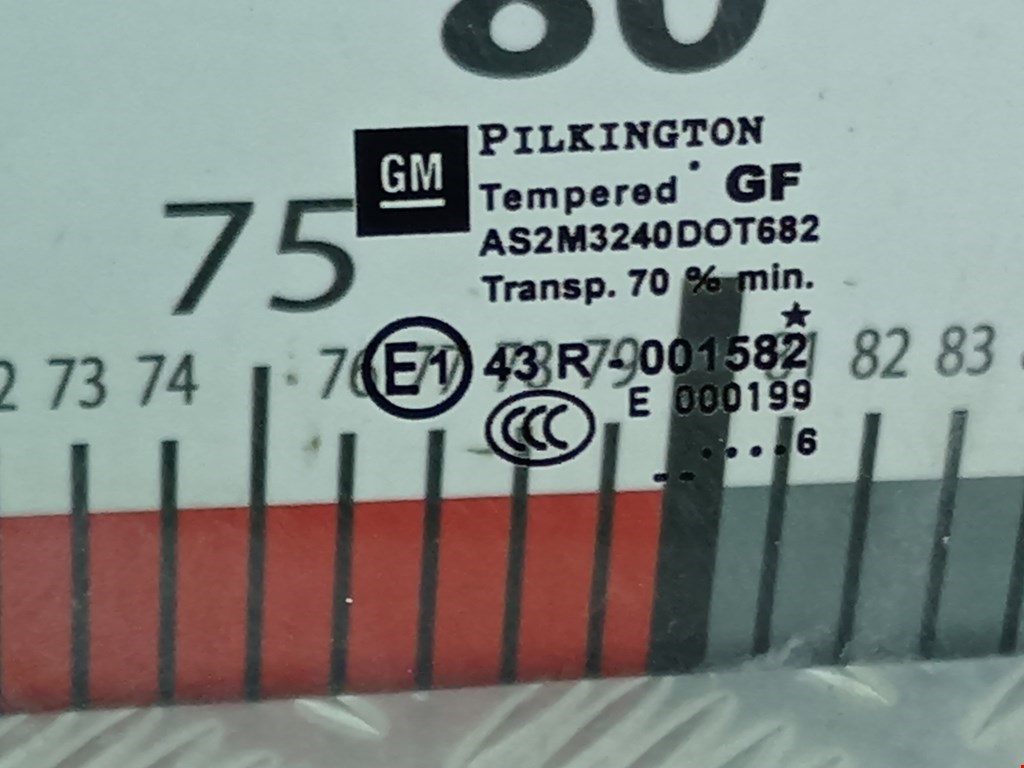 80
75
GM
PILKINGTON
Tempered GF
AS2M3240DOT682
Transp. 70 % min.
E1 43 R -001582
E 000199
CCC
....6
73 74 76 77 78 79 81 82 83